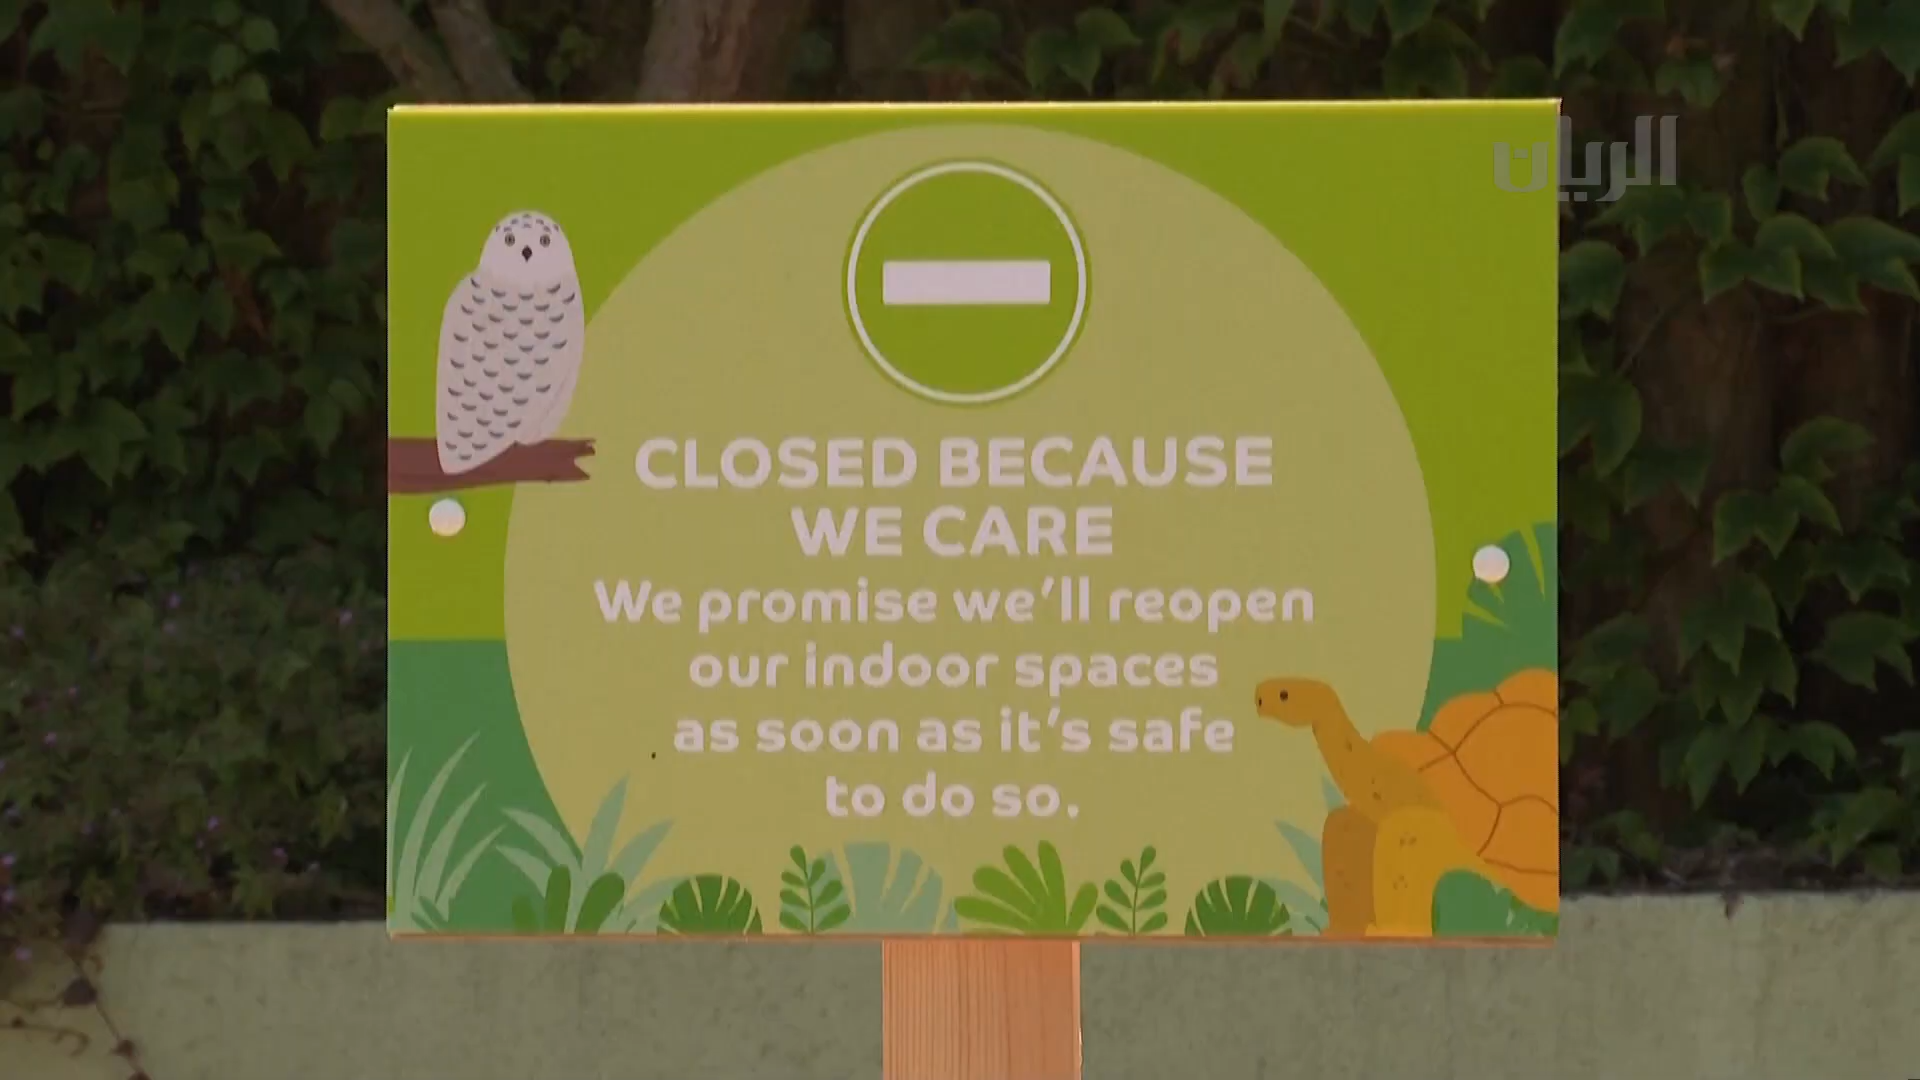 الريان
CLOSED BECAUSE
WE CARE
We promise we'll reopen
our indoor spaces
as soon as it's safe
to do so.